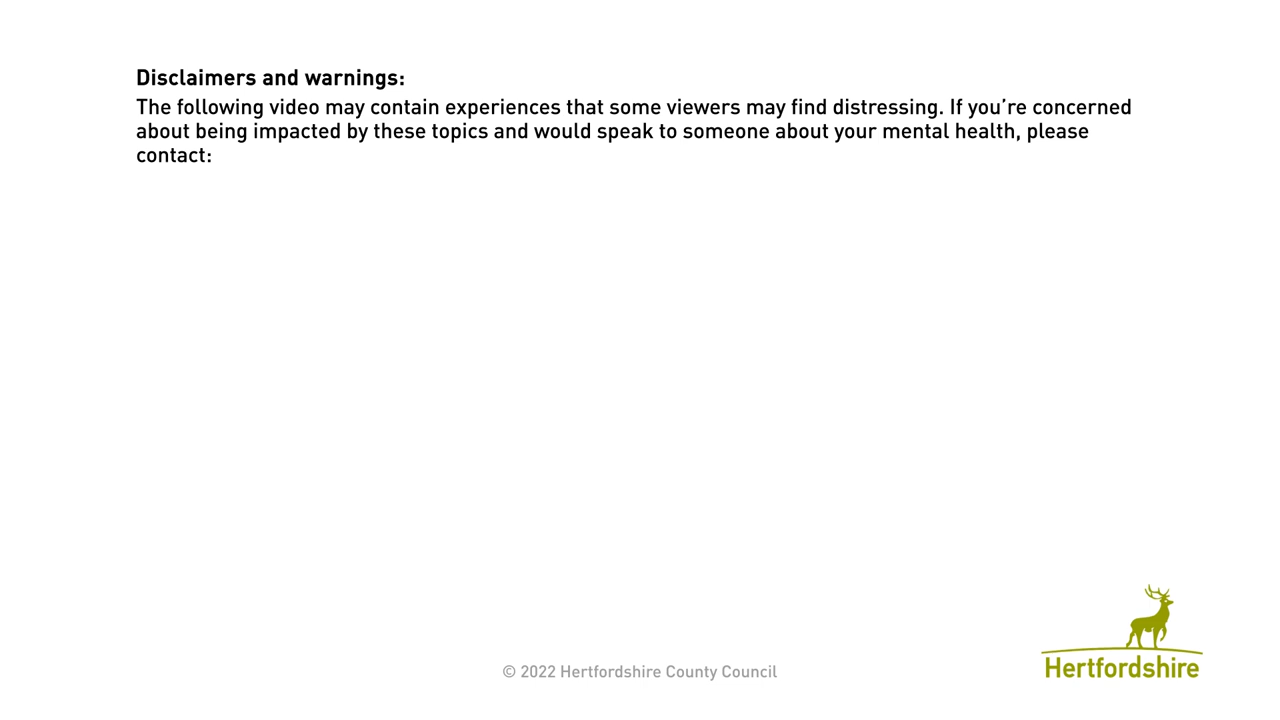 Disclaimers and warnings:
The following video may contain experiences that some viewers may find distressing. If you’re concerned
about being impacted by these topics and would speak to someone about your mental health, please
contact:
© 2022 Hertfordshire County Council
Hertfordshire